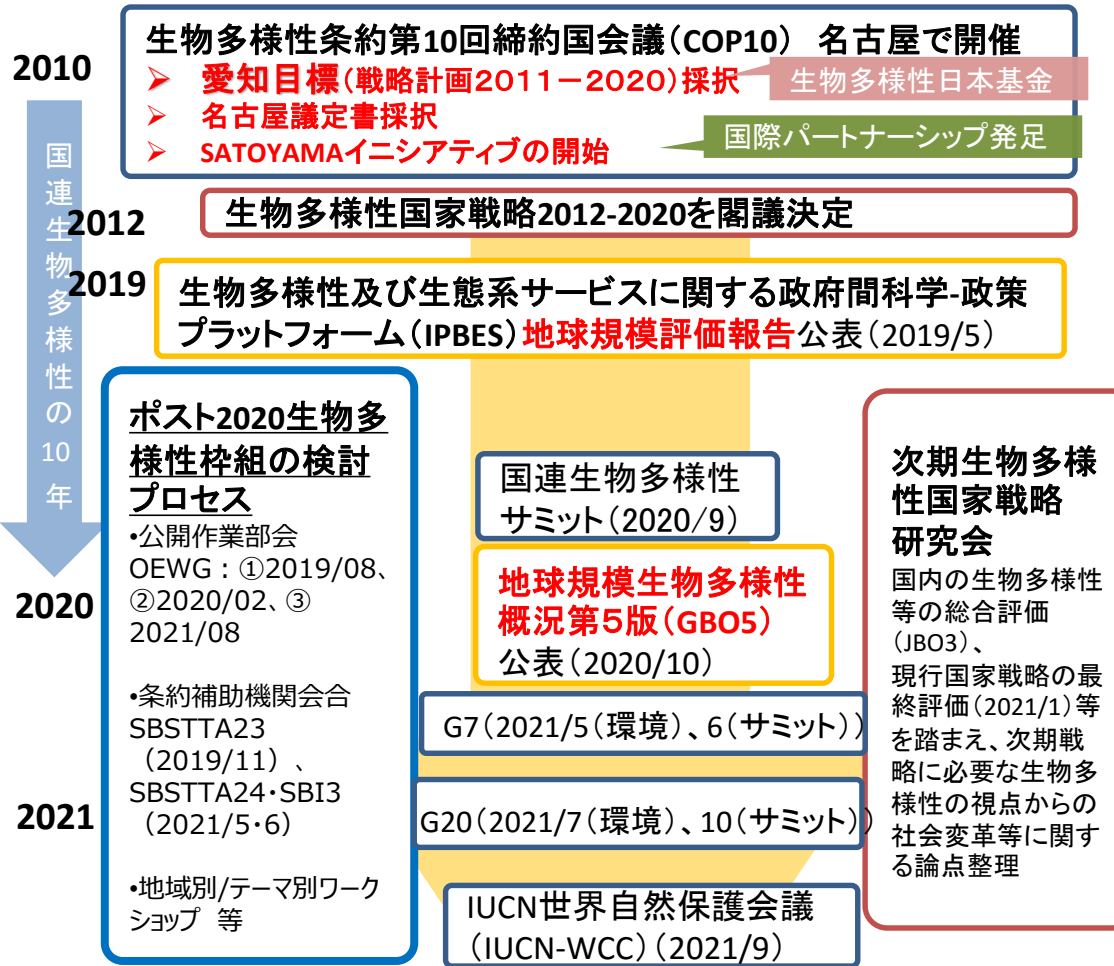 2010
生物多様性条約第10回締約国会議(COP10) 名古屋で開催
➢ 愛知目標(戦略計画2011-2020)採択
生物多様性日本基金
➢ 名古屋議定書採択
➢ SATOYAMAイニシアティブの開始
国際パートナーシップ発足
国連生物多様性の10年
2012
生物多様性国家戦略2012-2020を閣議決定
2019
生物多様性及び生態系サービスに関する政府間科学-政策
プラットフォーム(IPBES)地球規模評価報告公表(2019/5)
ポスト2020生物多
様性枠組の検討
プロセス
•公開作業部会
OEWG：①2019/08、
②2020/02、③
2021/08
•条約補助機関会合
SBSTTA23
（2019/11）、
SBSTTA24・SBI3
（2021/5・6）
•地域別/テーマ別ワーク
ショップ 等
国連生物多様性
サミット(2020/9)
2020
地球規模生物多様性
概況第５版(GBO5)
公表(2020/10)
G7(2021/5(環境)、6(サミット))
2021
G20(2021/7(環境)、10(サミット))
IUCN世界自然保護会議
(IUCN-WCC)(2021/9)
次期生物多様
性国家戦略
研究会
国内の生物多様性
等の総合評価
(JBO3)、
現行国家戦略の最
終評価(2021/1)等
を踏まえ、次期戦
略に必要な生物多
様性の視点からの
社会変革等に関す
る論点整理